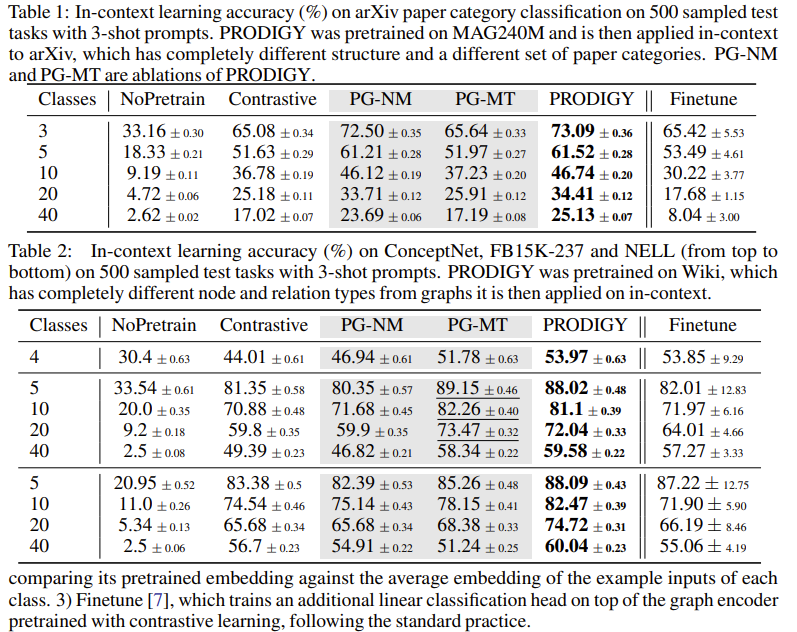 Table 1: In-context learning accuracy (%) on arXiv paper category classification on 500 sampled test
tasks with 3-shot prompts. PRODIGY was pretrained on MAG240M and is then applied in-context
to arXiv, which has completely different structure and a different set of paper categories. PG-NM
and PG-MT are ablations of PRODIGY.
Classes NoPretrain Contrastive PG-NM PG-MT PRODIGY Finetune
3 33.16 ± 0.30 65.08 ± 0.34 72.50 ± 0.35 65.64 ± 0.33 73.09 ± 0.36 65.42 ± 5.53
5 18.33 ± 0.21 51.63 ± 0.29 61.21 ± 0.28 51.97 ± 0.27 61.52 ± 0.28 53.49 ± 4.61
10 9.19 ± 0.11 36.78 ± 0.19 46.12 ± 0.19 37.23 ± 0.20 46.74 ± 0.20 30.22 ± 3.77
20 4.72 ± 0.06 25.18 ± 0.11 33.71 ± 0.12 25.91 ± 0.12 34.41 ± 0.12 17.68 ± 1.15
40 2.62 ± 0.02 17.02 ± 0.07 23.69 ± 0.06 17.19 ± 0.08 25.13 ± 0.07 8.04 ± 3.00
Table 2: In-context learning accuracy (%) on ConceptNet, FB15K-237 and NELL (from top to
bottom) on 500 sampled test tasks with 3-shot prompts. PRODIGY was pretrained on Wiki, which
has completely different node and relation types from graphs it is then applied on in-context.
Classes NoPretrain Contrastive PG-NM PG-MT PRODIGY Finetune
4 30.4 ± 0.63 44.01 ± 0.61 46.94 ± 0.61 51.78 ± 0.63 53.97 ± 0.63 53.85 ± 9.29
5 33.54 ± 0.61 81.35 ± 0.58 80.35 ± 0.57 89.15 ± 0.46 88.02 ± 0.48 82.01 ± 12.83
10 20.0 ± 0.35 70.88 ± 0.48 71.68 ± 0.45 82.26 ± 0.40 81.1 ± 0.39 71.97 ± 6.16
20 9.2 ± 0.18 59.8 ± 0.35 59.9 ± 0.35 73.47 ± 0.32 72.04 ± 0.33 64.01 ± 4.66
40 2.5 ± 0.08 49.39 ± 0.23 46.82 ± 0.21 58.34 ± 0.22 59.58 ± 0.22 57.27 ± 3.33
5 20.95 ± 0.52 83.38 ± 0.5 82.39 ± 0.53 85.26 ± 0.48 88.09 ± 0.43 87.22 ± 12.75
10 11.0 ± 0.26 74.54 ± 0.46 75.14 ± 0.43 78.15 ± 0.41 82.47 ± 0.39 71.90 ± 5.90
20 5.34 ± 0.13 65.68 ± 0.34 65.68 ± 0.34 68.38 ± 0.33 74.72 ± 0.31 66.19 ± 8.46
40 2.5 ± 0.06 56.7 ± 0.23 54.91 ± 0.22 51.24 ± 0.25 60.04 ± 0.23 55.06 ± 4.19
comparing its pretrained embedding against the average embedding of the example inputs of each
class. 3) Finetune [7], which trains an additional linear classification head on top of the graph encoder
pretrained with contrastive learning, following the standard practice.